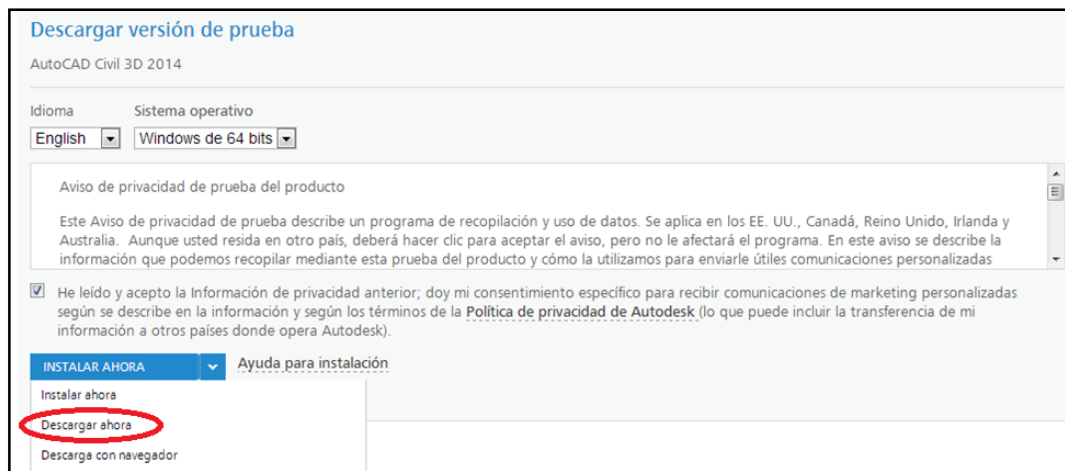 Descargar versión de prueba
AutoCAD Civil 3D 2014
Idioma Sistema operativo
English Windows de 64 bits
Aviso de privacidad de prueba del producto
Este Aviso de privacidad de prueba describe un programa de recopilación y uso de datos. Se aplica en los EE. UU., Canadá, Reino Unido, Irlanda y
Australia. Aunque usted resida en otro país, deberá hacer clic para aceptar el aviso, pero no le afectará el programa. En este aviso se describe la
información que podemos recopilar mediante esta prueba del producto y cómo la utilizamos para enviarle útiles comunicaciones personalizadas
He leído y acepto la Información de privacidad anterior; doy mi consentimiento específico para recibir comunicaciones de marketing personalizadas
según se describe en la información y según los términos de la Política de privacidad de Autodesk (lo que puede incluir la transferencia de mi
información a otros países donde opera Autodesk).
INSTALAR AHORA Ayuda para instalación
Instalar ahora
Descargar ahora
Descarga con navegador